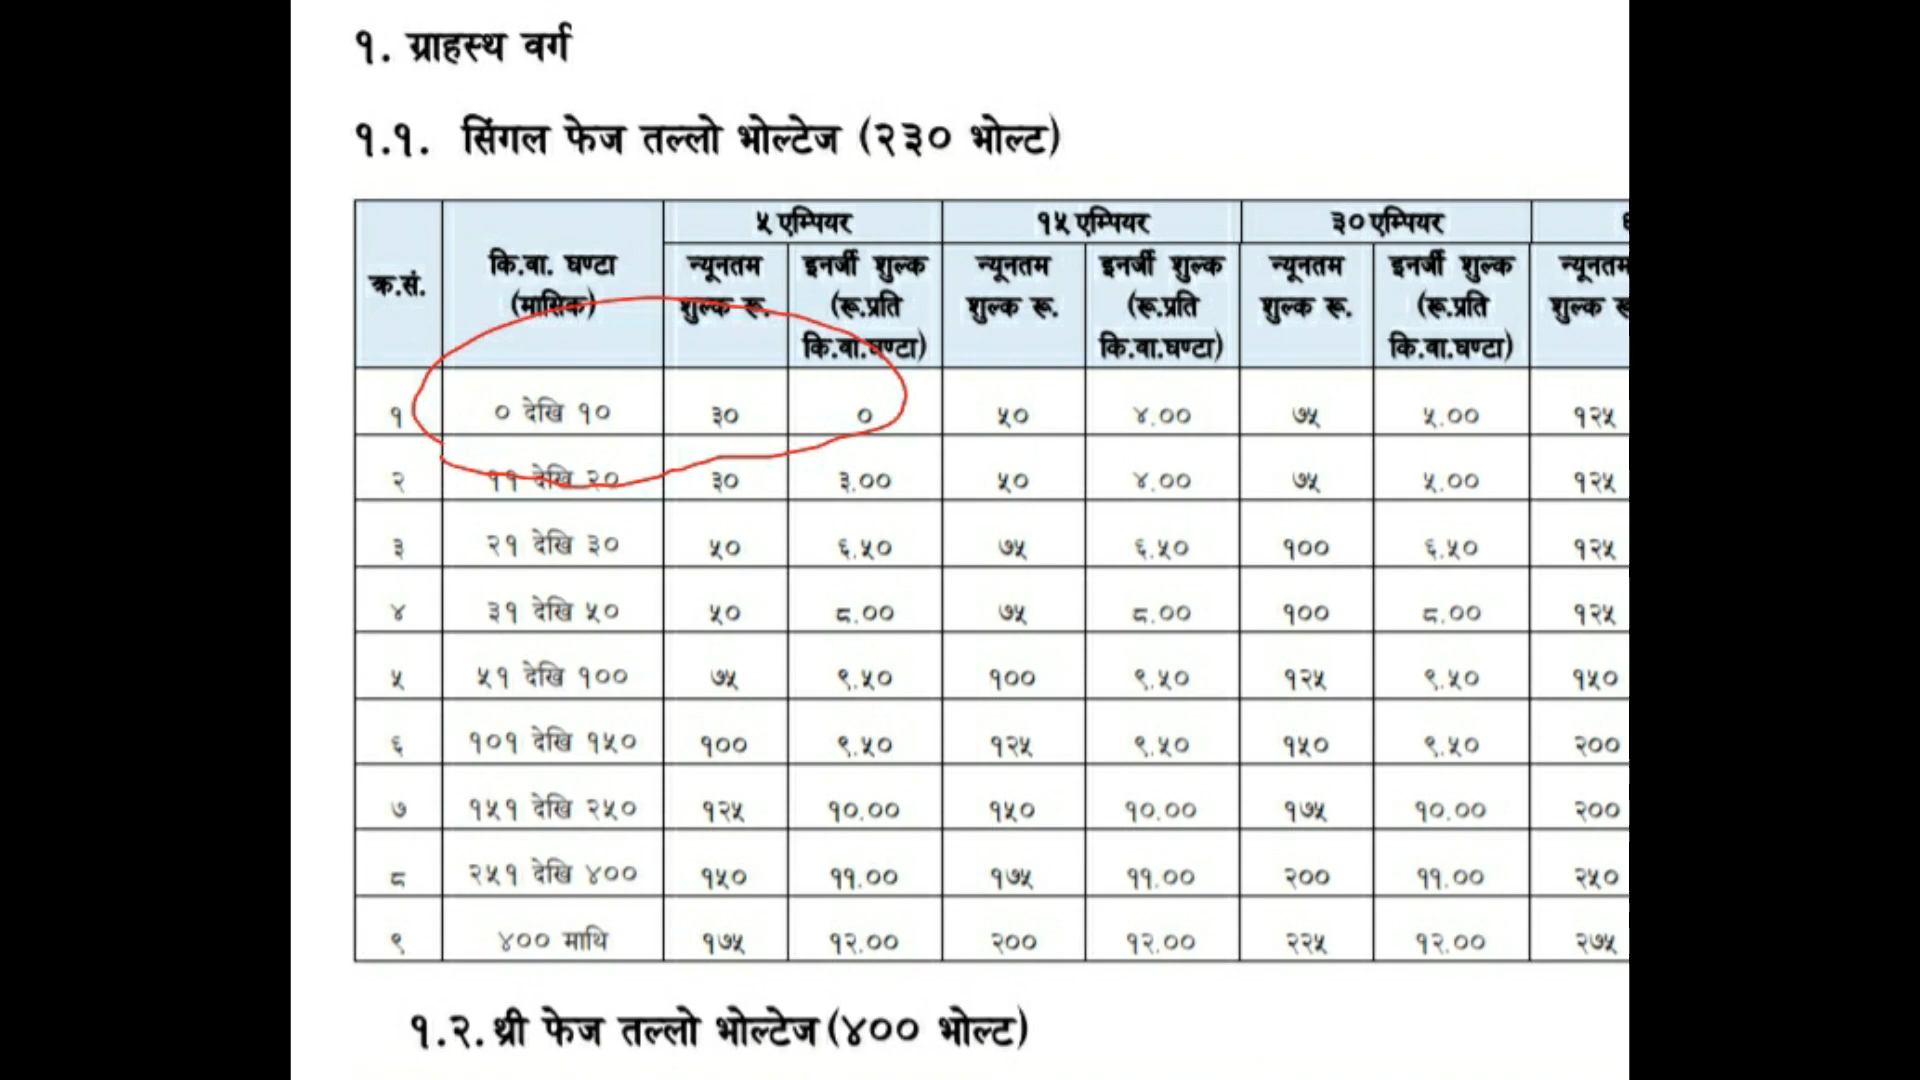 १. ग्राहस्थ वर्ग
१.१. सिंगल फेज तल्लो भोल्टेज (२३० भोल्ट)
क्र.सं. कि.वा. घण्टा (मासिक) ५ एम्पियर १५ एम्पियर ३० एम्पियर
न्यूनतम शुल्क रू. इनर्जी शुल्क (रू.प्रति कि.वा.घण्टा) न्यूनतम शुल्क रू. इनर्जी शुल्क (रू.प्रति कि.वा.घण्टा) न्यूनतम शुल्क रू. इनर्जी शुल्क (रू.प्रति कि.वा.घण्टा) न्यूनतम शुल्क
१ ० देखि १० ३० ० ५० ४.०० ७५ ५.०० १२५
२ ११ देखि २० ३० ३.०० ५० ४.०० ७५ ५.०० १२५
३ २१ देखि ३० ५० ६.५० ७५ ६.५० १०० ६.५० १२५
४ ३१ देखि ५० ५० ८.०० ७५ ८.०० १०० ८.०० १२५
५ ५१ देखि १०० ७५ ९.५० १०० ९.५० १२५ ९.५० १५०
६ १०१ देखि १५० १०० ९.५० १२५ ९.५० १५० ९.५० २००
७ १५१ देखि २५० १२५ १०.०० १५० १०.०० १७५ १०.०० २००
८ २५१ देखि ४०० १५० ११.०० १७५ ११.०० २०० ११.०० २५०
९ ४०० माथि १७५ १२.०० २०० १२.०० २२५ १२.०० २७५
१.२. थ्री फेज तल्लो भोल्टेज (४०० भोल्ट)